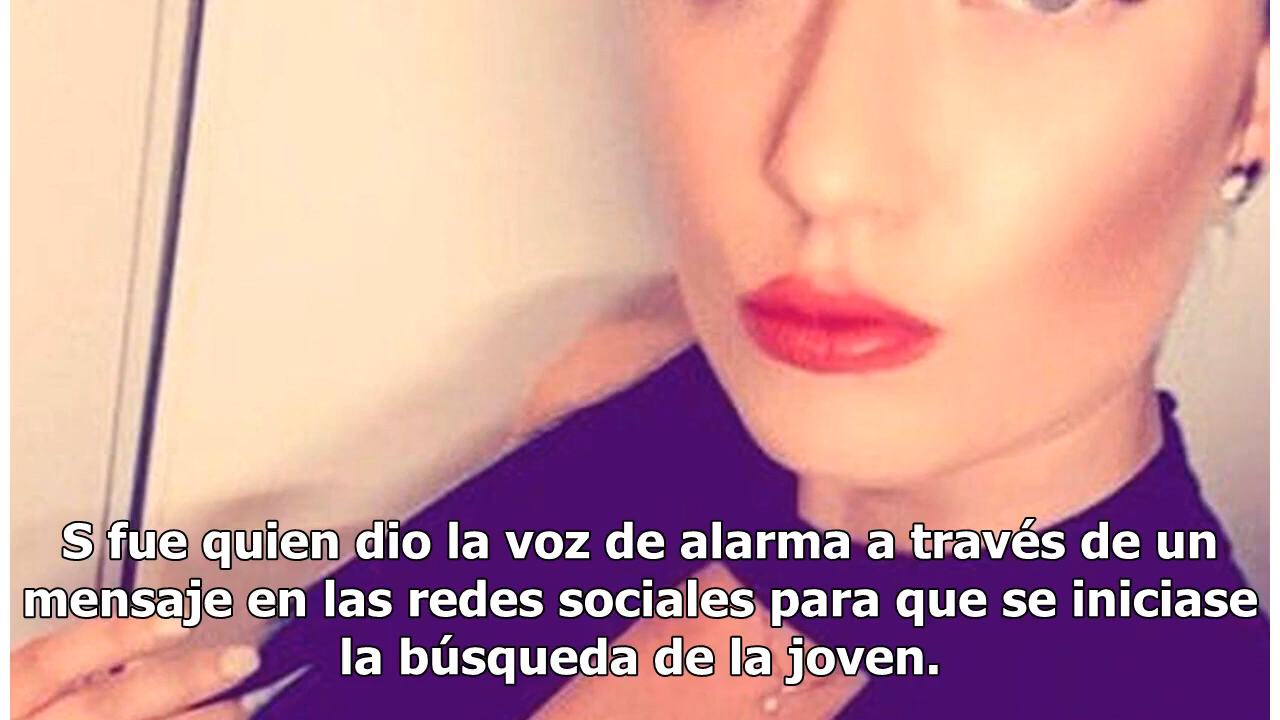 S fue quien dio la voz de alarma a través de un
mensaje en las redes sociales para que se iniciase
la búsqueda de la joven.